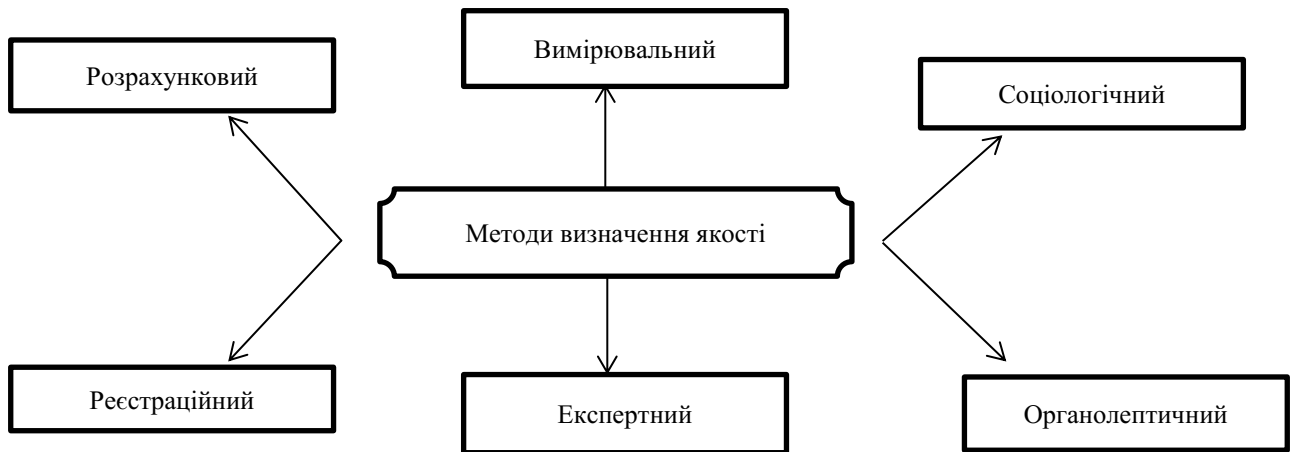 Вимірювальний
Розрахунковий
Соціологічний
Методи визначення якості
Реєстраційний
Експертний
Органолептичний